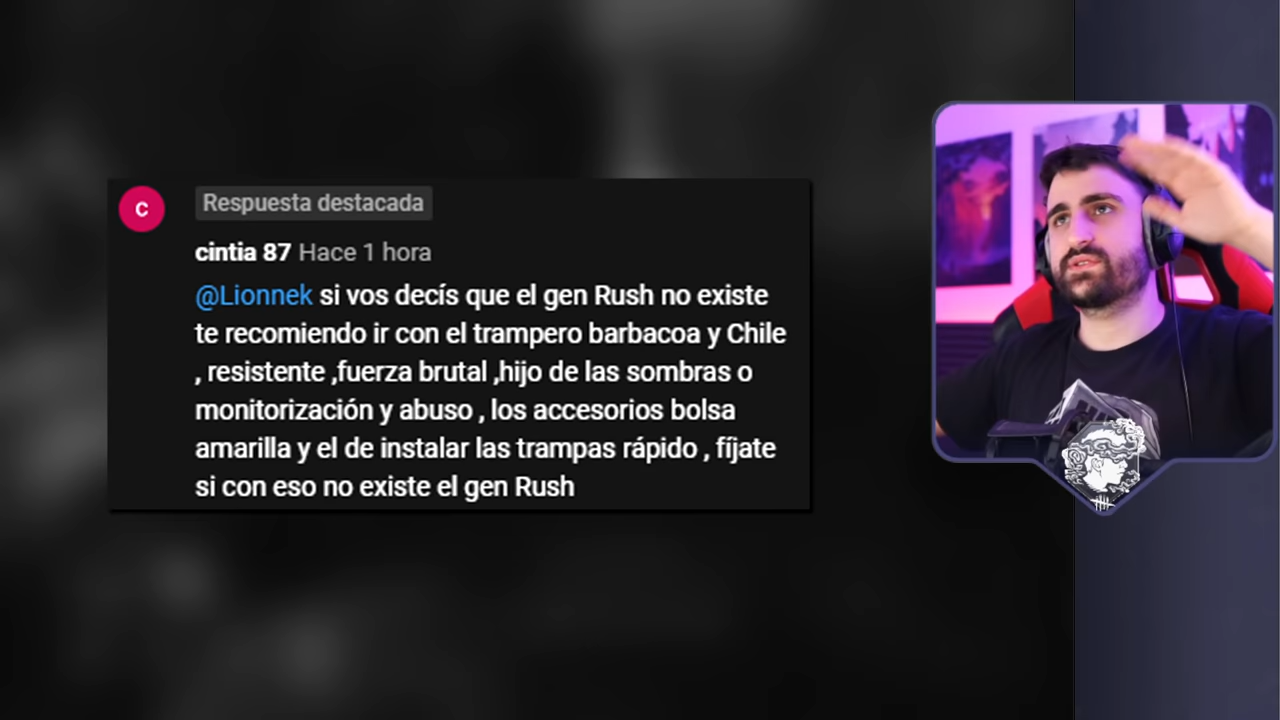 C
Respuesta destacada
cintia 87 Hace 1 hora
@Lionnek si vos decís que el gen Rush no existe
te recomiendo ir con el trampero barbacoa y Chile
, resistente ,fuerza brutal ,hijo de las sombras o
monitorización y abuso , los accesorios bolsa
amarilla y el de instalar las trampas rápido , fíjate
si con eso no existe el gen Rush